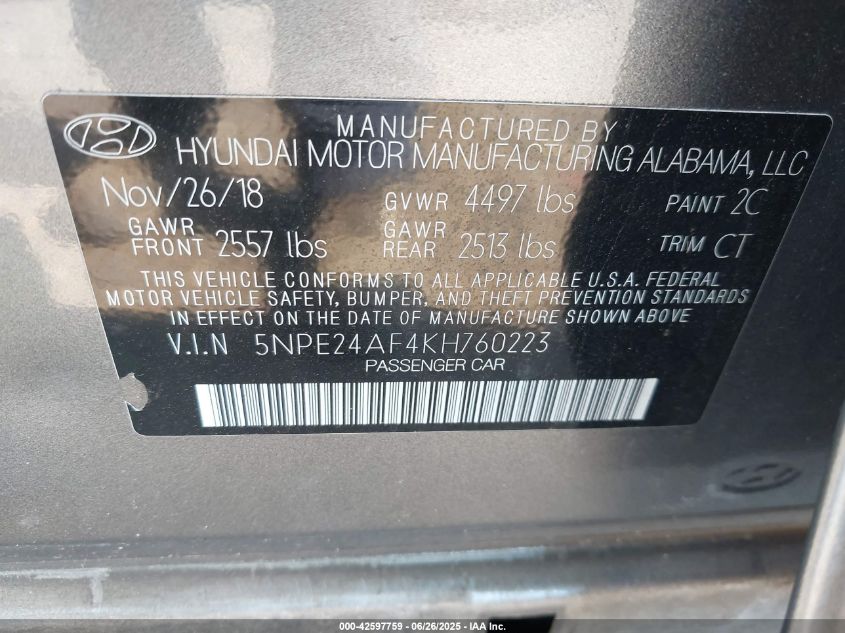 MANUFACTURED BY
HYUNDAI MOTOR MANUFACTURING ALABAMA, LLC
Nov/26/18 GVWR 4497 lbs PAINT 2C
GAWR FRONT 2557 lbs GAWR REAR 2513 lbs TRIM CT
THIS VEHICLE CONFORMS TO ALL APPLICABLE U.S.A. FEDERAL
MOTOR VEHICLE SAFETY, BUMPER, AND THEFT PREVENTION STANDARDS
IN EFFECT ON THE DATE OF MANUFACTURE SHOWN ABOVE
V.I.N 5NPE24AF4KH760223
PASSENGER CAR
000-42597759 - 06/26/2025 - IAA Inc.